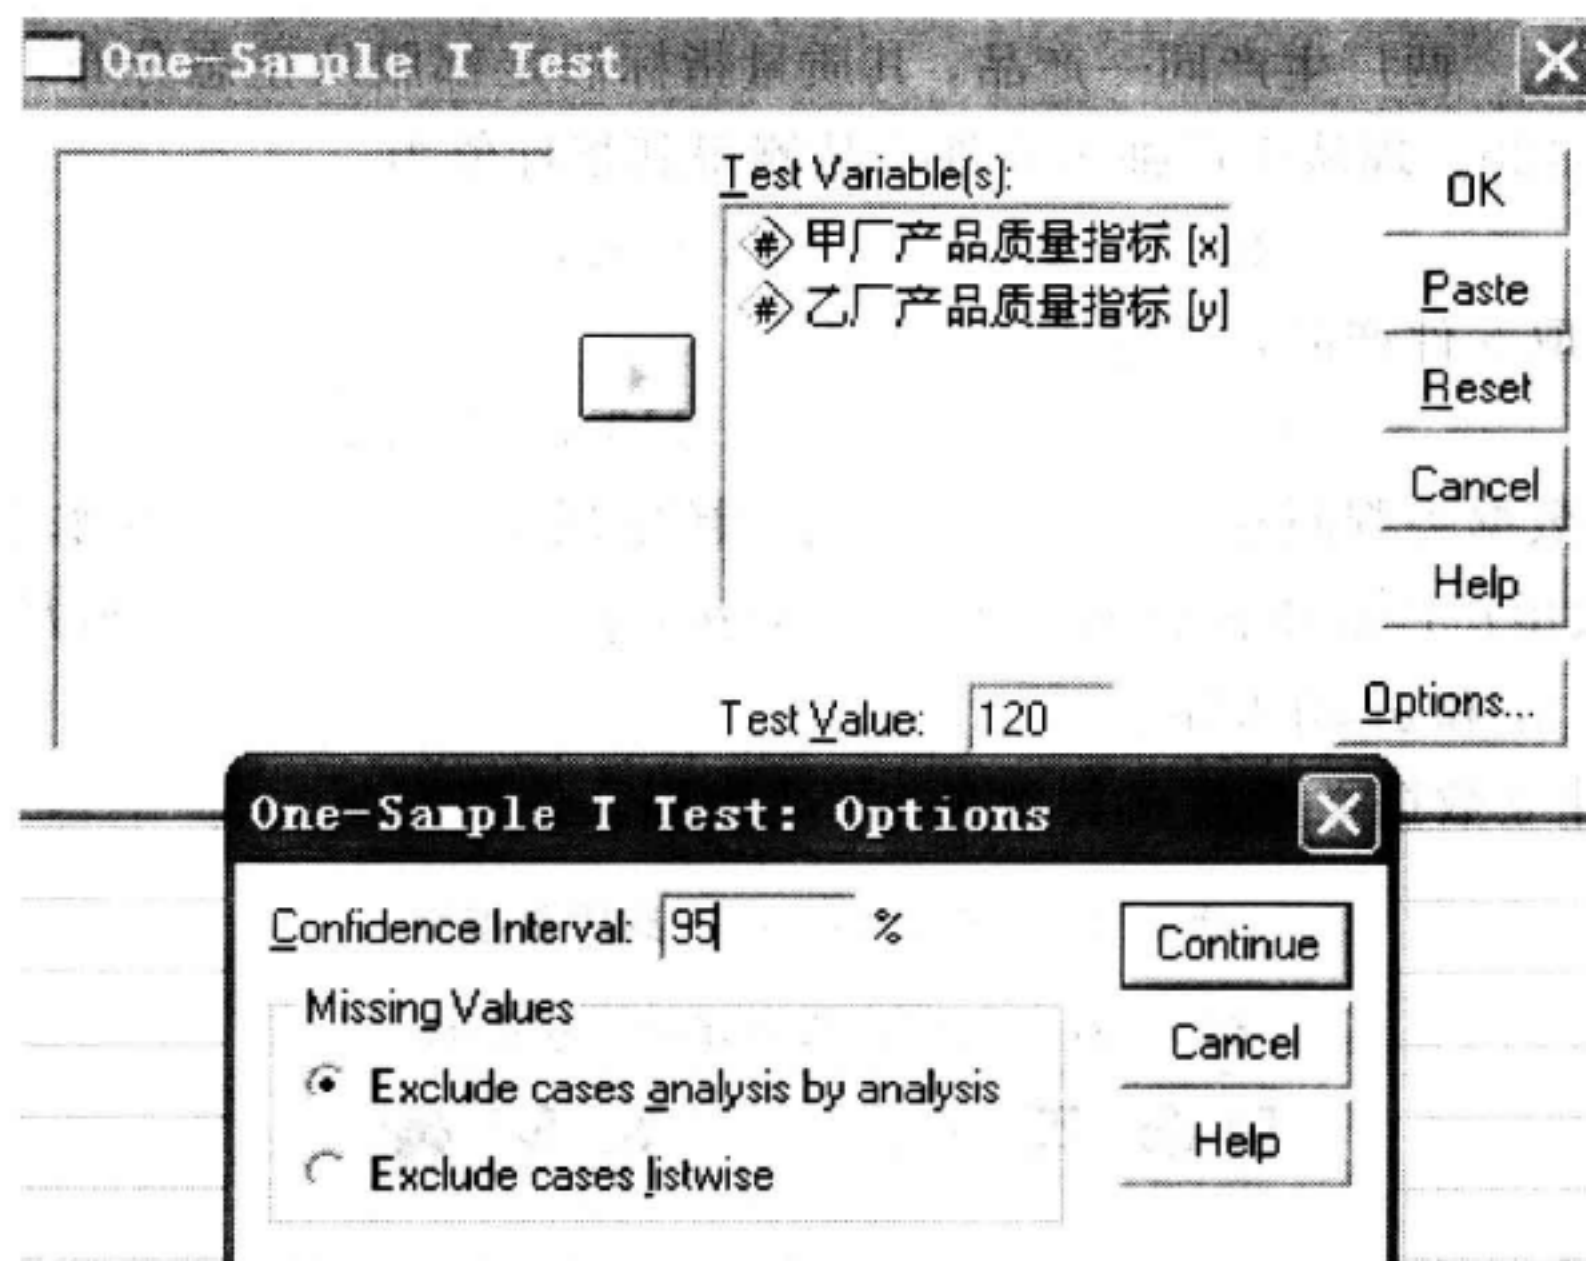 One-Sample T Test
Test Variable(s):
# 甲厂产品质量指标 [x]
# 乙厂产品质量指标 [y]
OK
Paste
Reset
Cancel
Help
Test Value: 120
Options...
One-Sample T Test: Options
Confidence Interval: 95 %
Continue
Missing Values
Cancel
Exclude cases analysis by analysis
Help
Exclude cases listwise